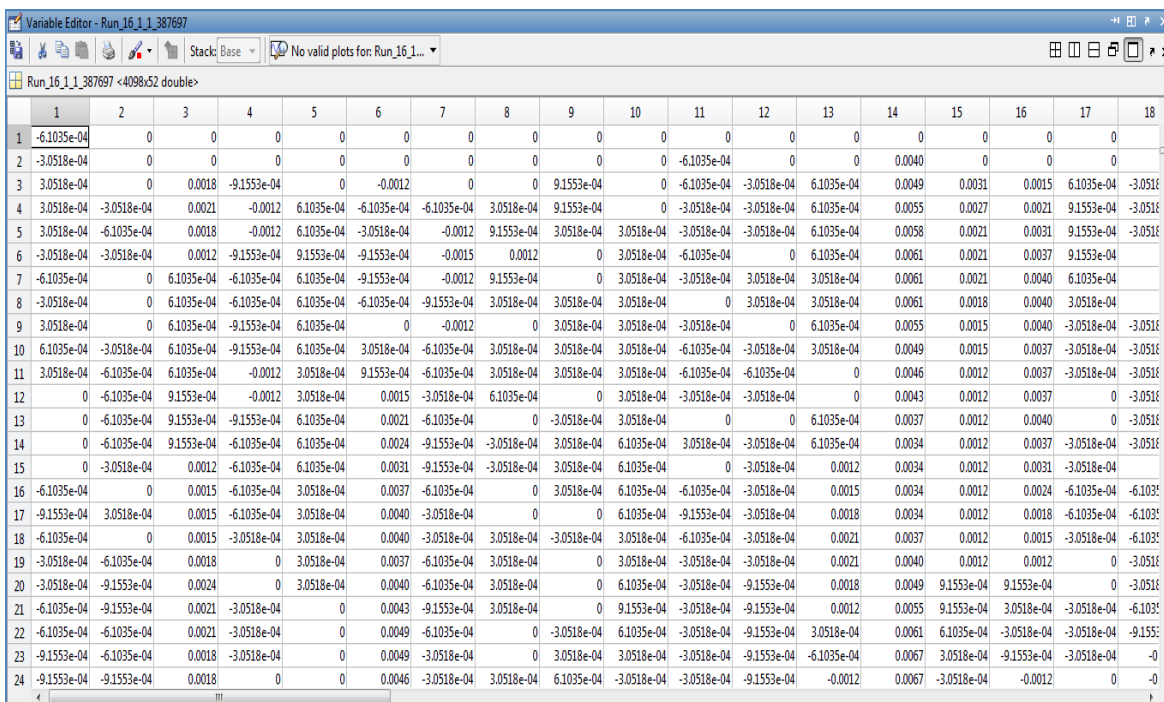 Variable Editor - Run_16_1_1_387697
Stack: Base No valid plots for: Run_16_1...
Run_16_1_1_387697 <4098x52 double>
1 2 3 4 5 6 7 8 9 10 11 12 13 14 15 16 17 18
1 -6.1035e-04 0 0 0 0 0 0 0 0 0 0 0 0 0 0 0 0
2 -3.0518e-04 0 0 0 0 0 0 0 0 0 -6.1035e-04 0 0 0.0040 0 0 0
3 3.0518e-04 0 0.0018 -9.1553e-04 0 -0.0012 0 0 9.1553e-04 0 -6.1035e-04 -3.0518e-04 6.1035e-04 0.0049 0.0031 0.0015 6.1035e-04 -3.0518
4 3.0518e-04 -3.0518e-04 0.0021 -0.0012 6.1035e-04 -6.1035e-04 -6.1035e-04 3.0518e-04 9.1553e-04 0 -3.0518e-04 -3.0518e-04 6.1035e-04 0.0055 0.0027 0.0021 9.1553e-04 -3.0518
5 3.0518e-04 -6.1035e-04 0.0018 -0.0012 6.1035e-04 -3.0518e-04 -0.0012 9.1553e-04 3.0518e-04 3.0518e-04 -3.0518e-04 -3.0518e-04 6.1035e-04 0.0058 0.0021 0.0031 9.1553e-04 -3.0518
6 -3.0518e-04 -3.0518e-04 0.0012 -9.1553e-04 9.1553e-04 -9.1553e-04 -0.0015 0.0012 0 3.0518e-04 -6.1035e-04 0 6.1035e-04 0.0061 0.0021 0.0037 9.1553e-04
7 -6.1035e-04 0 6.1035e-04 -6.1035e-04 6.1035e-04 -9.1553e-04 -0.0012 9.1553e-04 0 3.0518e-04 -3.0518e-04 3.0518e-04 3.0518e-04 0.0061 0.0021 0.0040 6.1035e-04
8 -3.0518e-04 0 6.1035e-04 -6.1035e-04 6.1035e-04 -6.1035e-04 -9.1553e-04 3.0518e-04 3.0518e-04 3.0518e-04 0 3.0518e-04 3.0518e-04 0.0061 0.0018 0.0040 3.0518e-04
9 3.0518e-04 0 6.1035e-04 -9.1553e-04 6.1035e-04 0 -0.0012 0 3.0518e-04 3.0518e-04 -3.0518e-04 0 6.1035e-04 0.0055 0.0015 0.0040 -3.0518e-04 -3.0518
10 6.1035e-04 -3.0518e-04 6.1035e-04 -9.1553e-04 6.1035e-04 3.0518e-04 -6.1035e-04 3.0518e-04 3.0518e-04 3.0518e-04 -6.1035e-04 -3.0518e-04 3.0518e-04 0.0049 0.0015 0.0037 -3.0518e-04 -3.0518
11 3.0518e-04 -6.1035e-04 6.1035e-04 -0.0012 3.0518e-04 9.1553e-04 -6.1035e-04 3.0518e-04 3.0518e-04 3.0518e-04 -6.1035e-04 -6.1035e-04 0 0.0046 0.0012 0.0037 -3.0518e-04 -3.0518
12 0 -6.1035e-04 9.1553e-04 -0.0012 3.0518e-04 0.0015 -3.0518e-04 6.1035e-04 0 3.0518e-04 -3.0518e-04 -3.0518e-04 0 0.0043 0.0012 0.0037 0 -3.0518
13 0 -6.1035e-04 9.1553e-04 -9.1553e-04 6.1035e-04 0.0021 -6.1035e-04 0 -3.0518e-04 3.0518e-04 0 0 6.1035e-04 0.0037 0.0012 0.0040 0 -3.0518
14 0 -6.1035e-04 9.1553e-04 -6.1035e-04 6.1035e-04 0.0024 -9.1553e-04 -3.0518e-04 3.0518e-04 6.1035e-04 3.0518e-04 -3.0518e-04 6.1035e-04 0.0034 0.0012 0.0037 -3.0518e-04 -3.0518
15 0 -3.0518e-04 0.0012 -6.1035e-04 6.1035e-04 0.0031 -9.1553e-04 -3.0518e-04 3.0518e-04 6.1035e-04 0 -3.0518e-04 0.0012 0.0034 0.0012 0.0031 -3.0518e-04
16 -6.1035e-04 0 0.0015 -6.1035e-04 3.0518e-04 0.0037 -6.1035e-04 0 3.0518e-04 6.1035e-04 -6.1035e-04 -3.0518e-04 0.0015 0.0034 0.0012 0.0024 -6.1035e-04 -6.1035
17 -9.1553e-04 3.0518e-04 0.0015 -6.1035e-04 3.0518e-04 0.0040 -3.0518e-04 0 0 6.1035e-04 -9.1553e-04 -3.0518e-04 0.0018 0.0034 0.0012 0.0018 -6.1035e-04 -6.1035
18 -6.1035e-04 0 0.0015 -3.0518e-04 3.0518e-04 0.0040 -3.0518e-04 3.0518e-04 -3.0518e-04 3.0518e-04 -6.1035e-04 -3.0518e-04 0.0021 0.0037 0.0012 0.0015 -3.0518e-04 -6.1035
19 -3.0518e-04 -6.1035e-04 0.0018 0 3.0518e-04 0.0037 -6.1035e-04 3.0518e-04 0 3.0518e-04 -3.0518e-04 -3.0518e-04 0.0021 0.0040 0.0012 0.0012 0 -3.0518
20 -3.0518e-04 -9.1553e-04 0.0024 0 3.0518e-04 0.0040 -6.1035e-04 3.0518e-04 0 6.1035e-04 -3.0518e-04 -9.1553e-04 0.0018 0.0049 9.1553e-04 9.1553e-04 0 -3.0518
21 -6.1035e-04 -9.1553e-04 0.0021 -3.0518e-04 0 0.0043 -9.1553e-04 3.0518e-04 0 9.1553e-04 -3.0518e-04 -9.1553e-04 0.0012 0.0055 9.1553e-04 3.0518e-04 -3.0518e-04 -6.1035
22 -6.1035e-04 -6.1035e-04 0.0021 -3.0518e-04 0 0.0049 -6.1035e-04 0 -3.0518e-04 6.1035e-04 -3.0518e-04 -9.1553e-04 3.0518e-04 0.0061 6.1035e-04 -3.0518e-04 -3.0518e-04 -9.155
23 -9.1553e-04 -6.1035e-04 0.0018 -3.0518e-04 0 0.0049 -3.0518e-04 0 3.0518e-04 3.0518e-04 -3.0518e-04 -9.1553e-04 -6.1035e-04 0.0067 3.0518e-04 -9.1553e-04 -3.0518e-04 -0
24 -9.1553e-04 -9.1553e-04 0.0018 0 0 0.0046 -3.0518e-04 3.0518e-04 6.1035e-04 -3.0518e-04 -3.0518e-04 -9.1553e-04 -0.0012 0.0067 -3.0518e-04 -0.0012 0 -0